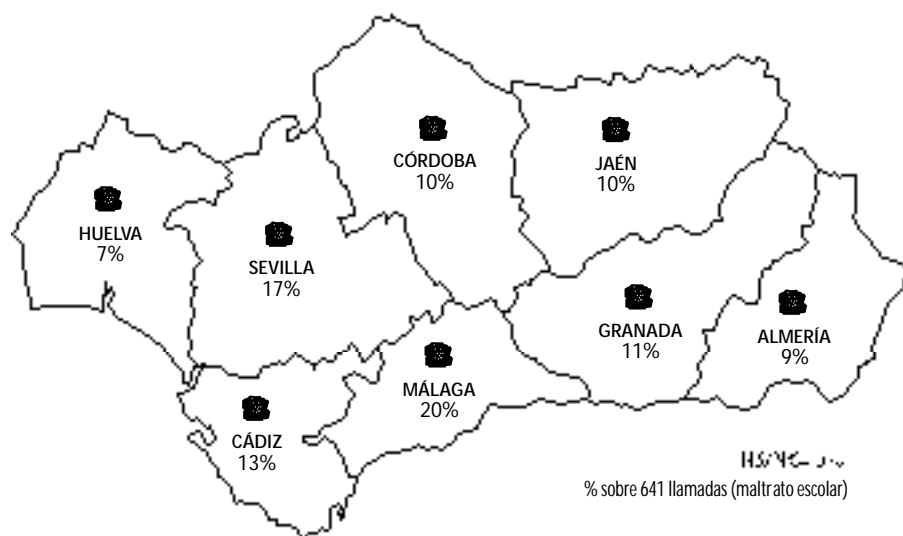 CÓRDOBA
10%
JAÉN
10%
HUELVA
7%
SEVILLA
17%
GRANADA
11%
ALMERÍA
9%
MÁLAGA
20%
CÁDIZ
13%
% sobre 641 llamadas (maltrato escolar)